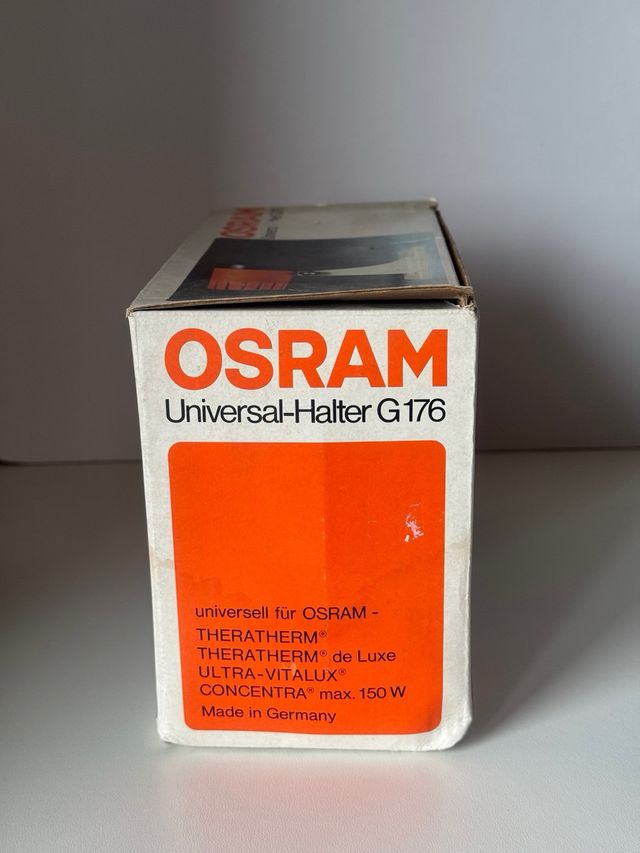 OSRAM
OSRAM
Universal-Halter G 176
universell für OSRAM -
THERATHERM®
THERATHERM® de Luxe
ULTRA-VITALUX®
CONCENTRA® max. 150 W
Made in Germany